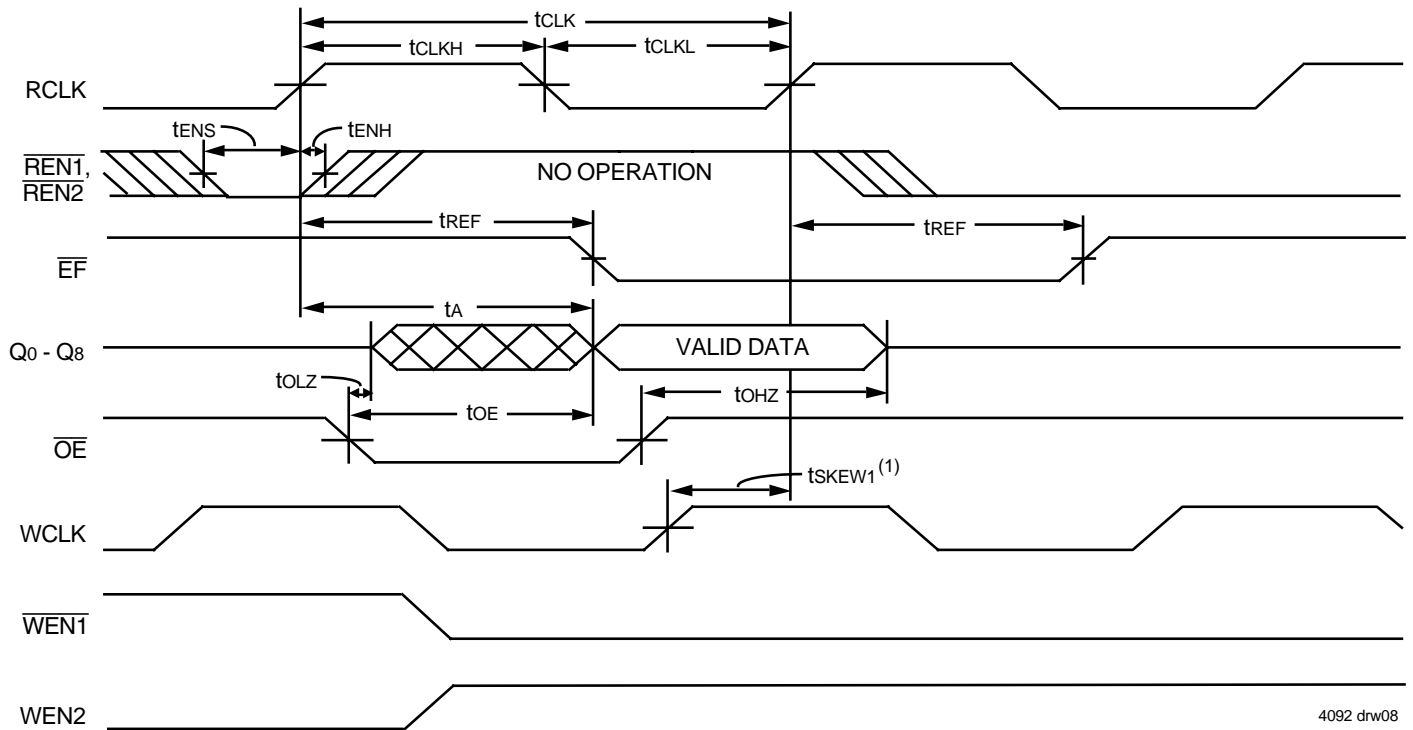 tCLK
tCLKH
tCLKL
RCLK
tENS
tENH
REN1,
REN2
NO OPERATION
tREF
tREF
EF
tA
Q0 - Q8
VALID DATA
tOLZ
tOHZ
tOE
OE
tSKEW1(1)
WCLK
WEN1
WEN2
4092 drw08